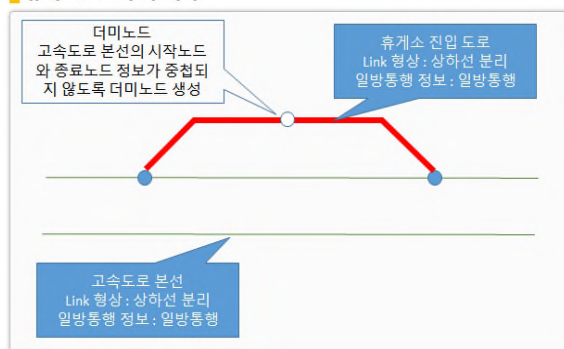 더미노드
고속도로 본선의 시작노드
와 종료노드 정보가 중첩되
지 않도록 더미노드 생성
휴게소 진입 도로
Link 형상 : 상하선 분리
일방통행 정보 : 일방통행
고속도로 본선
Link 형상 : 상하선 분리
일방통행 정보 : 일방통행